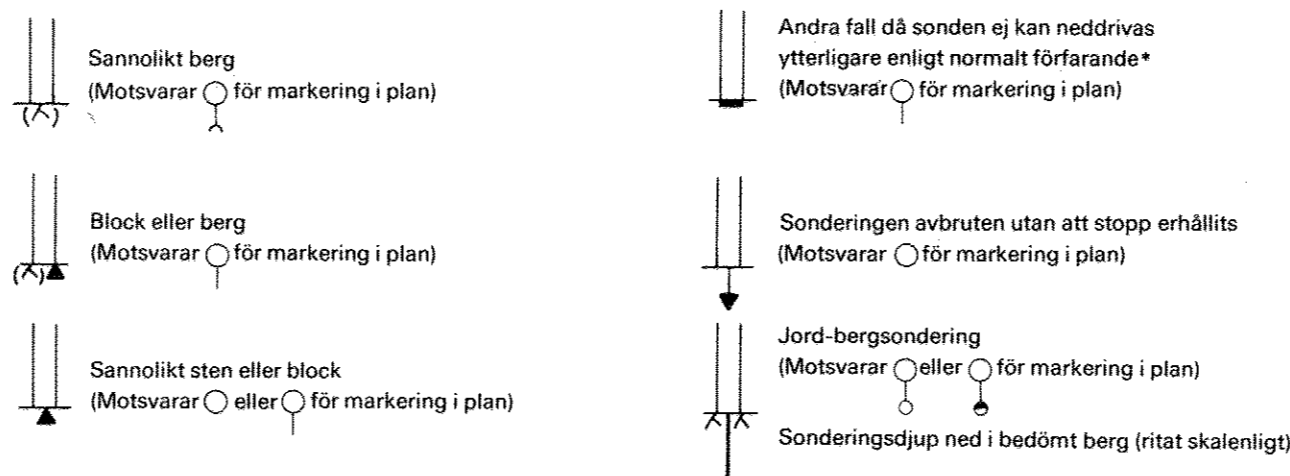 Sannolikt berg
(Motsvarar för markering i plan)
Block eller berg
(Motsvarar för markering i plan)
Sannolikt sten eller block
(Motsvarar eller för markering i plan)
Andra fall då sonden ej kan neddrivas
ytterligare enligt normalt förfarande*
(Motsvarar för markering i plan)
Sonderingen avbruten utan att stopp erhållits
(Motsvarar för markering i plan)
Jord-bergsondering
(Motsvarar eller för markering i plan)
Sonderingsdjup ned i bedömt berg (ritat skalenligt)